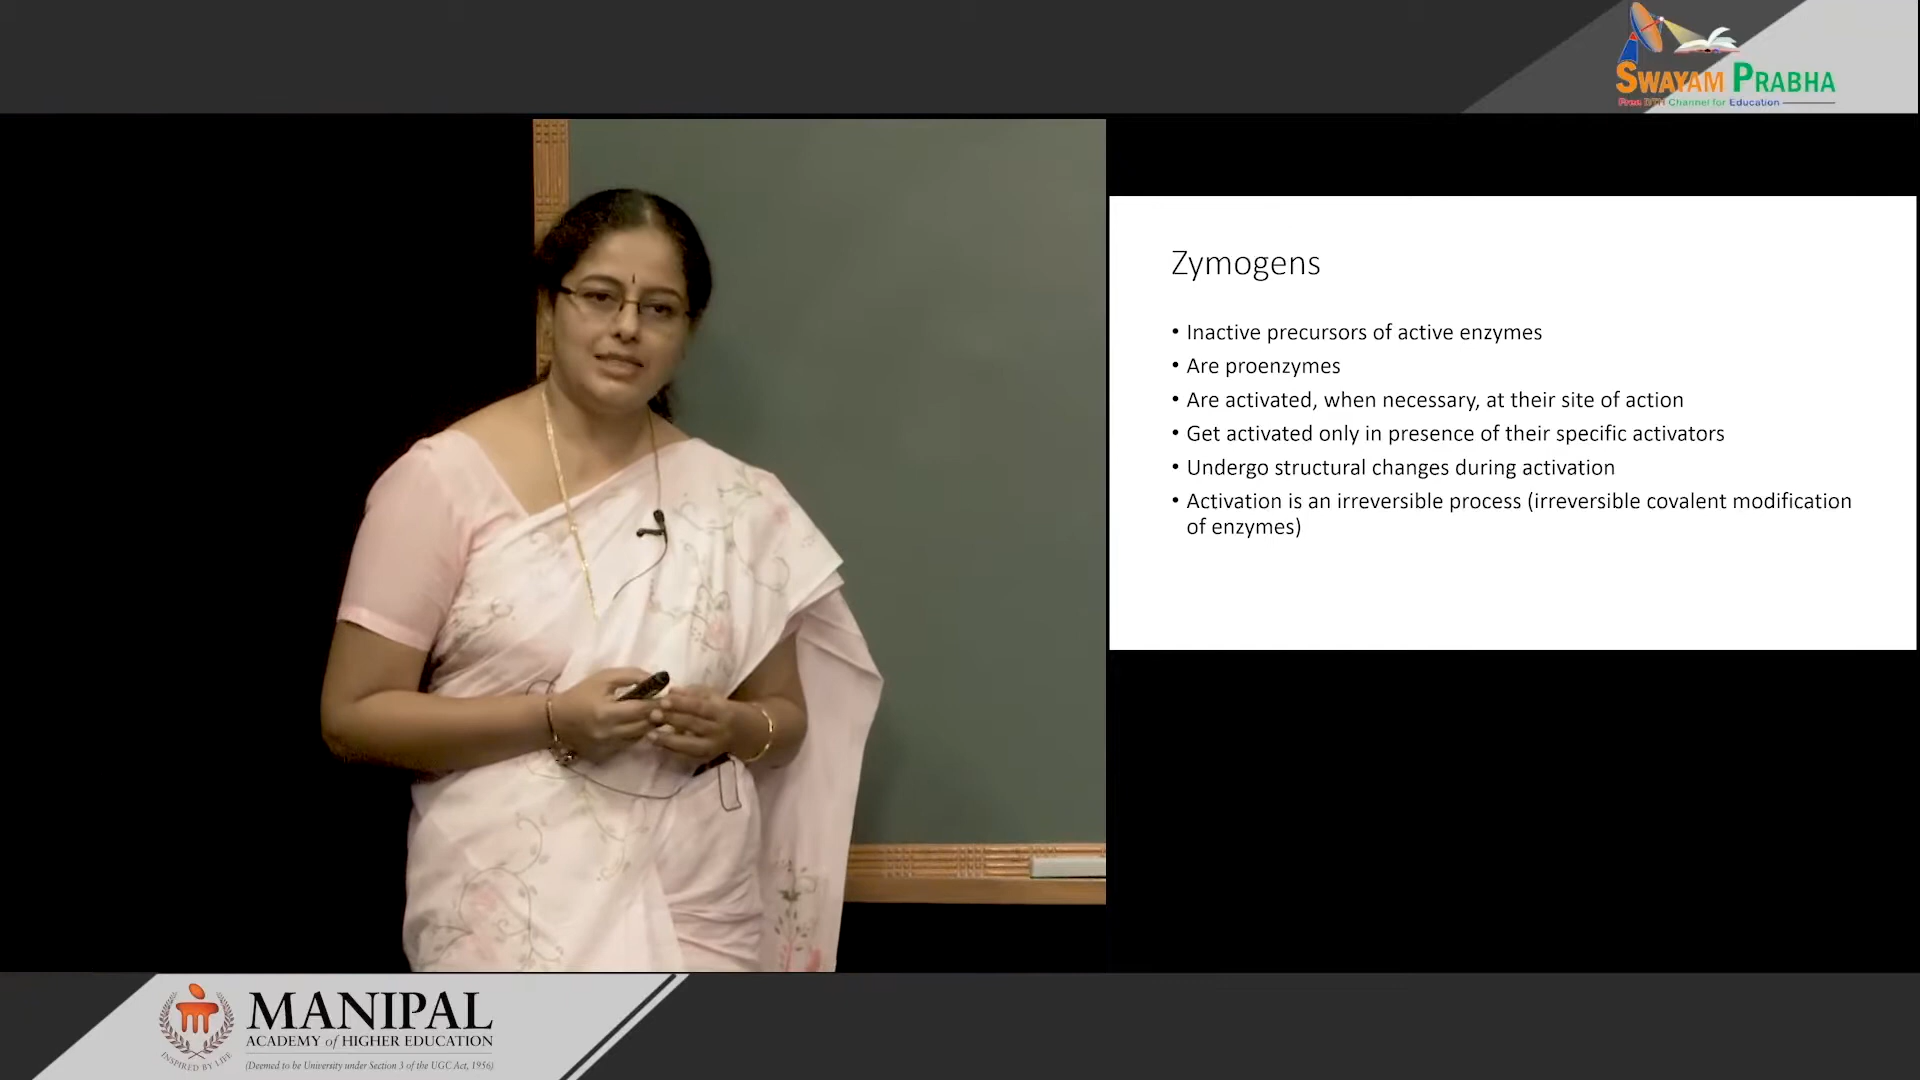 SWAYAM PRABHA
Free DTH Channel for Education
Zymogens
• Inactive precursors of active enzymes
• Are proenzymes
• Are activated, when necessary, at their site of action
• Get activated only in presence of their specific activators
• Undergo structural changes during activation
• Activation is an irreversible process (irreversible covalent modification
of enzymes)
MANIPAL
ACADEMY of HIGHER EDUCATION
(Deemed to be University under Section 3 of the UGC Act, 1956)
INSPIRED BY LIFE